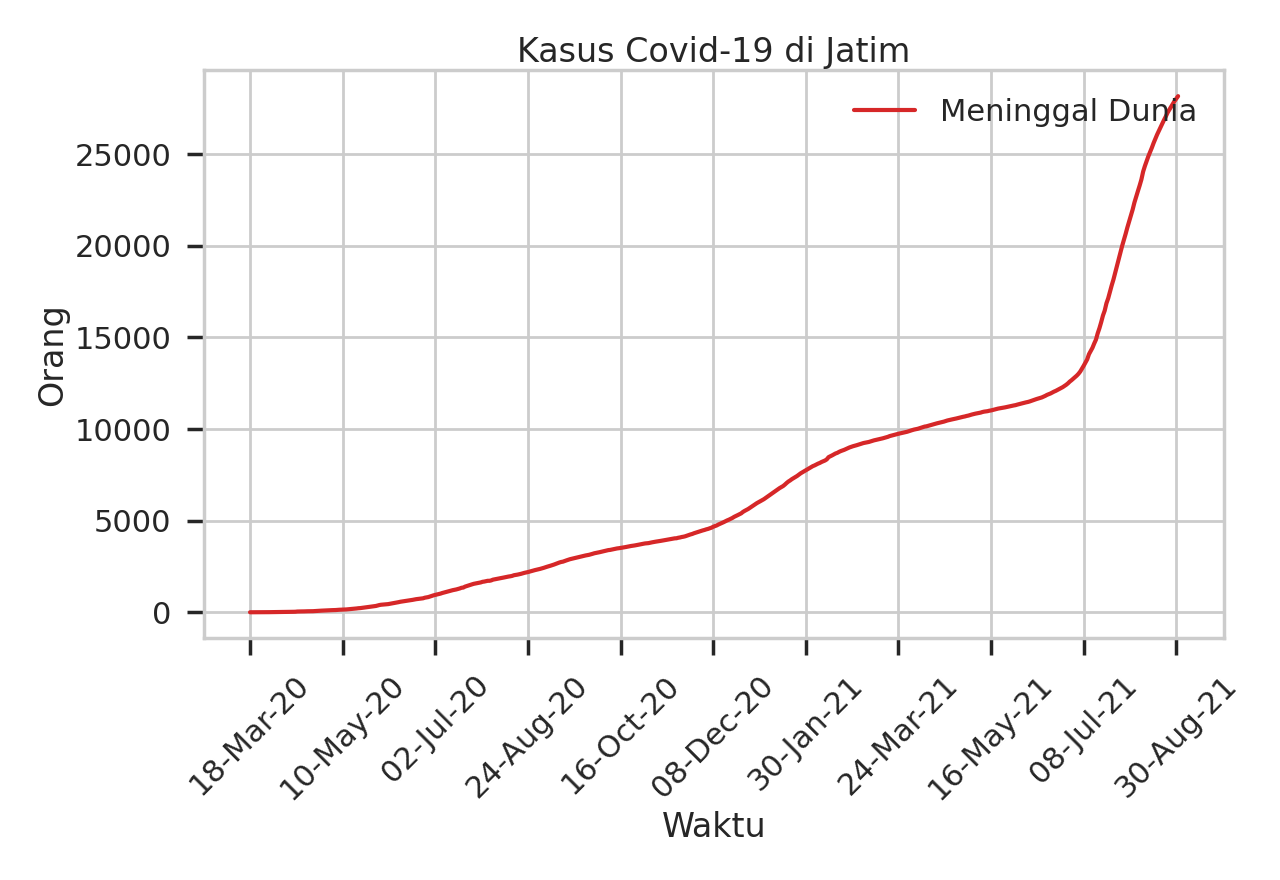 Kasus Covid-19 di Jatim
Meninggal Dunia
25000
20000
15000
10000
5000
0
Orang
18-Mar-20
10-May-20
02-Jul-20
24-Aug-20
16-Oct-20
08-Dec-20
30-Jan-21
24-Mar-21
16-May-21
08-Jul-21
30-Aug-21
Waktu